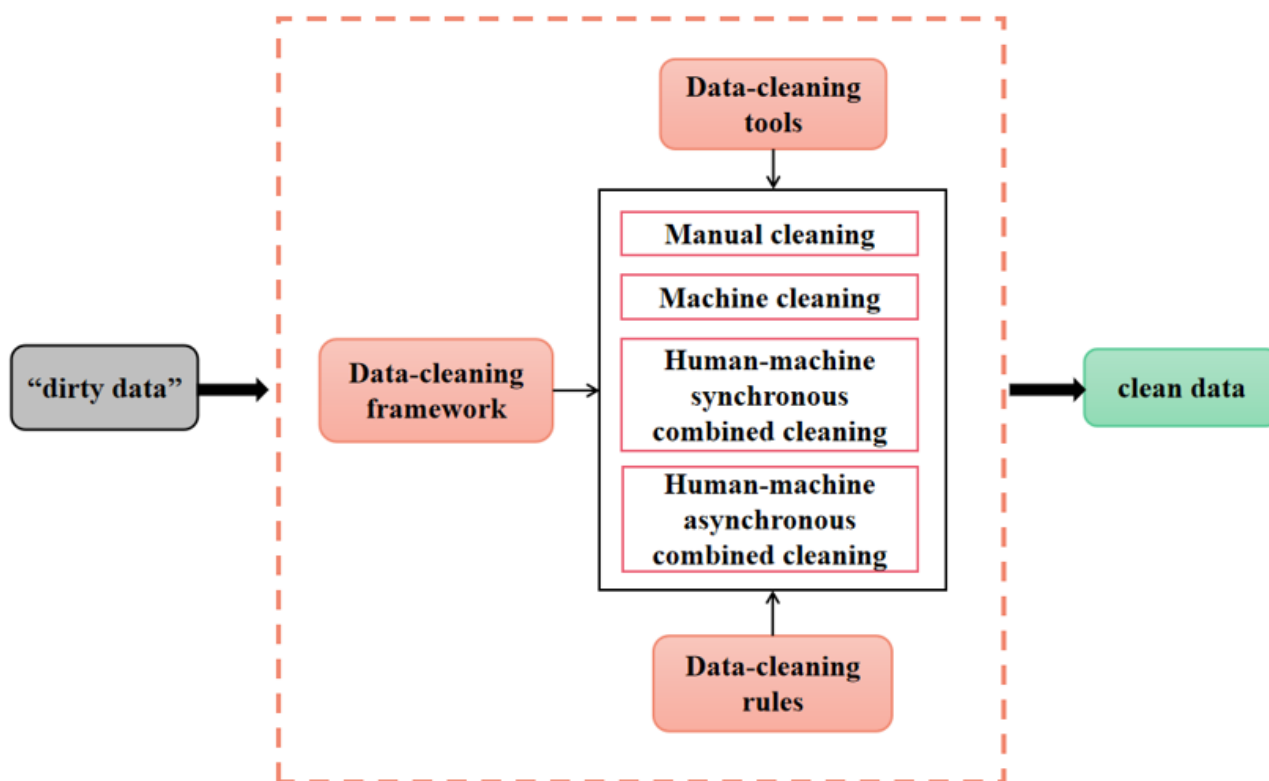 Data-cleaning
tools
Manual cleaning
Machine cleaning
Human-machine
synchronous
combined cleaning
Human-machine
asynchronous
combined cleaning
“dirty data”
Data-cleaning
framework
clean data
Data-cleaning
rules